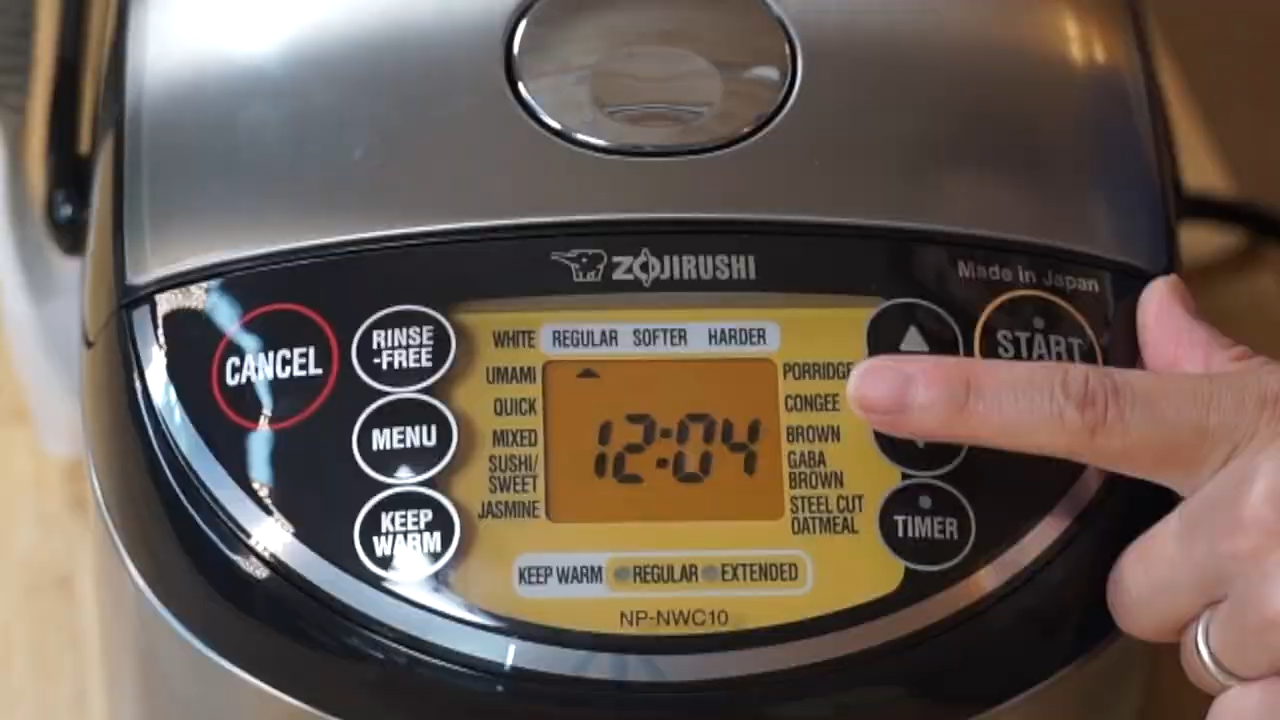 ZOJIRUSHI
Made in Japan
CANCEL
RINSE
-FREE
MENU
KEEP
WARM
WHITE REGULAR SOFTER HARDER
UMAMI
QUICK
MIXED
SUSHI/
SWEET
JASMINE
12:04
PORRIDGE
CONGEE
BROWN
GABA
BROWN
STEEL CUT
OATMEAL
START
TIMER
KEEP WARM REGULAR EXTENDED
NP-NWC10